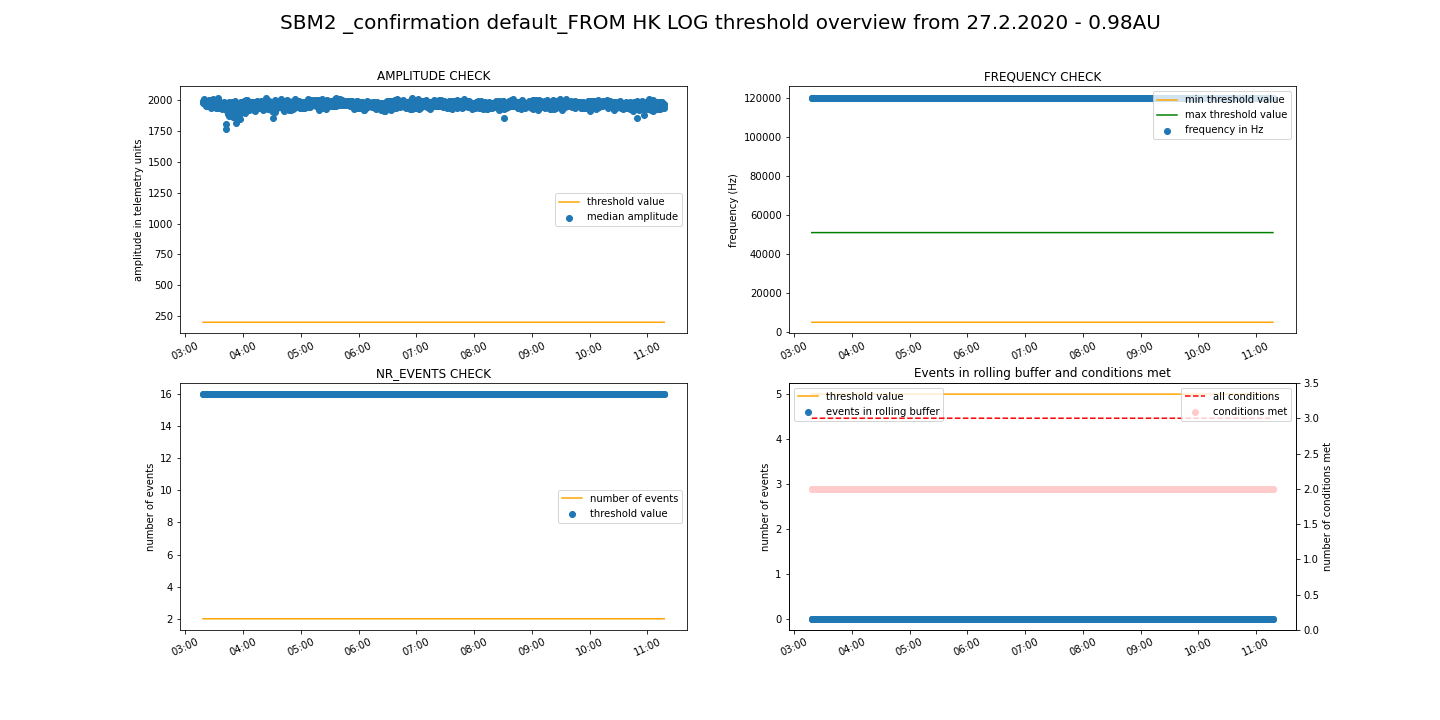 SBM2 _confirmation default_FROM HK LOG threshold overview from 27.2.2020 - 0.98AU
AMPLITUDE CHECK
amplitude in telemetry units
2000
1750
1500
1250
1000
750
500
250
threshold value
median amplitude
03:00 04:00 05:00 06:00 07:00 08:00 09:00 10:00 11:00
FREQUENCY CHECK
frequency (Hz)
120000
100000
80000
60000
40000
20000
0
min threshold value
max threshold value
frequency in Hz
03:00 04:00 05:00 06:00 07:00 08:00 09:00 10:00 11:00
NR_EVENTS CHECK
number of events
16
14
12
10
8
6
4
2
number of events
threshold value
03:00 04:00 05:00 06:00 07:00 08:00 09:00 10:00 11:00
Events in rolling buffer and conditions met
number of events
5
4
3
2
1
0
threshold value
events in rolling buffer
all conditions
conditions met
3.5
3.0
2.5
2.0
1.5
1.0
0.5
0.0
number of conditions met
03:00 04:00 05:00 06:00 07:00 08:00 09:00 10:00 11:00